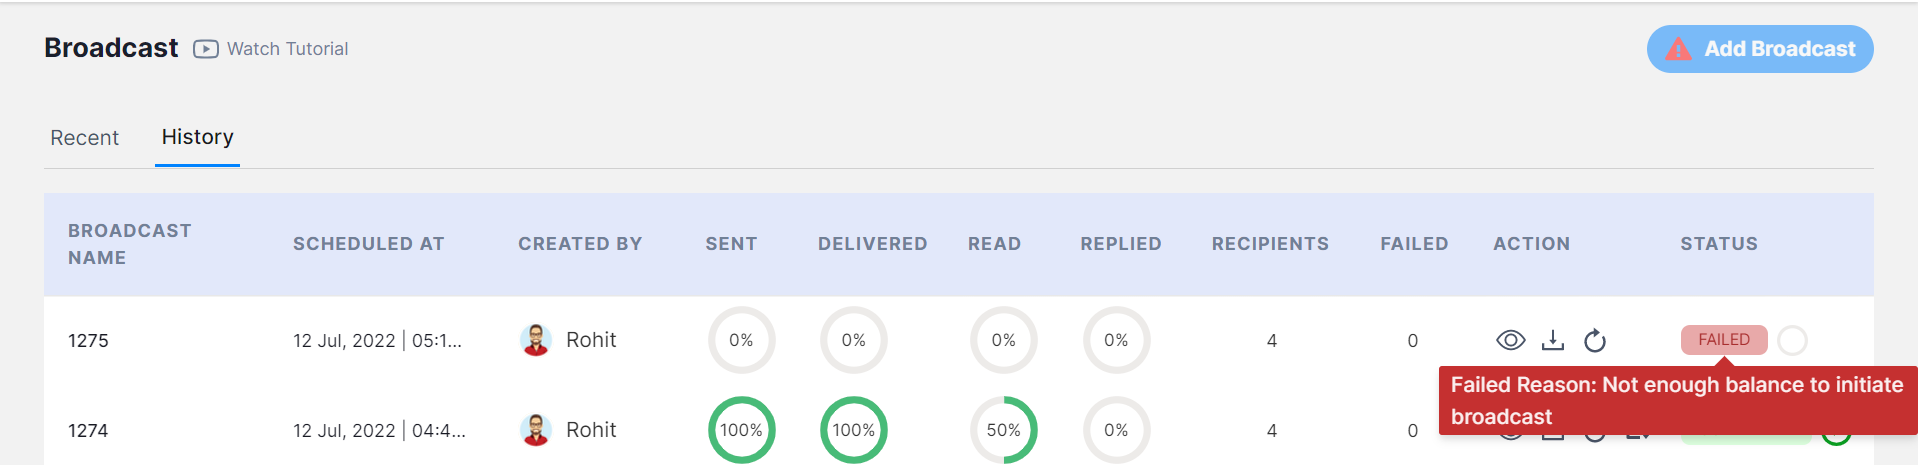 Broadcast Watch Tutorial
Add Broadcast
Recent History
BROADCAST NAME SCHEDULED AT CREATED BY SENT DELIVERED READ REPLIED RECIPIENTS FAILED ACTION STATUS
1275 12 Jul, 2022 | 05:1... Rohit 0% 0% 0% 0% 4 0 FAILED
Failed Reason: Not enough balance to initiate
broadcast
1274 12 Jul, 2022 | 04:4... Rohit 100% 100% 50% 0% 4 0